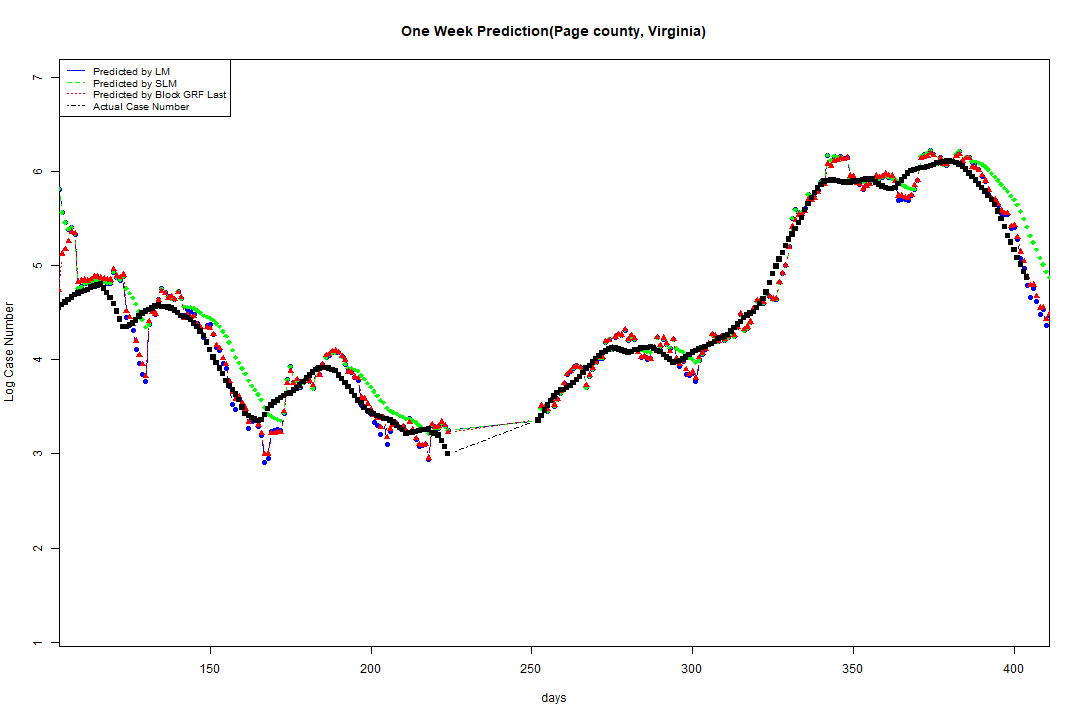 One Week Prediction(Page county, Virginia)
Predicted by LM
Predicted by SLM
Predicted by Block GRF Last
Actual Case Number
7
6
5
4
3
2
1
Log Case Number
150 200 250 300 350 400
days